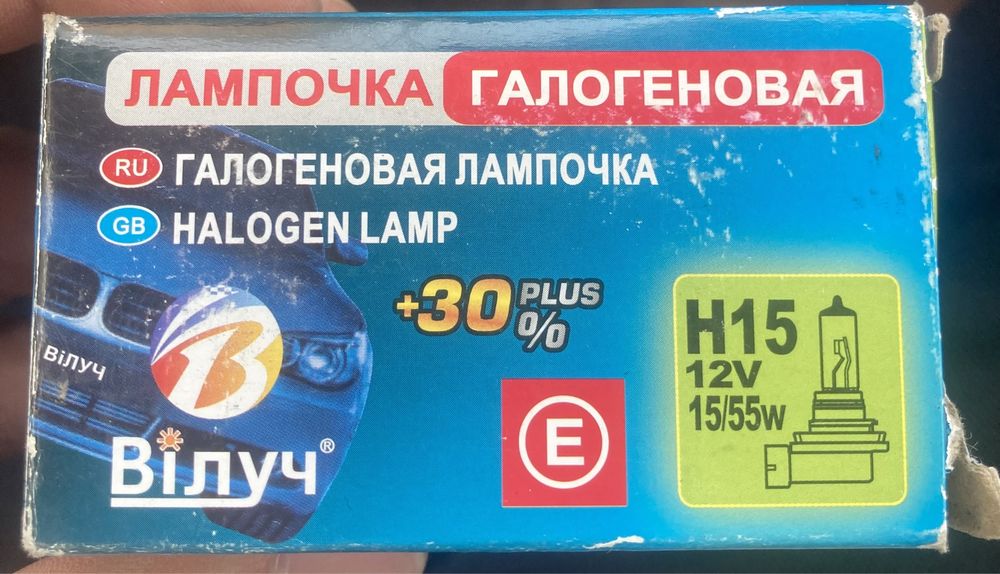 ЛАМПОЧКА ГАЛОГЕНОВАЯ
RU ГАЛОГЕНОВАЯ ЛАМПОЧКА
GB HALOGEN LAMP
+30 PLUS %
ВіЛУЧ
Вілуч®
E
H15
12V
15/55w